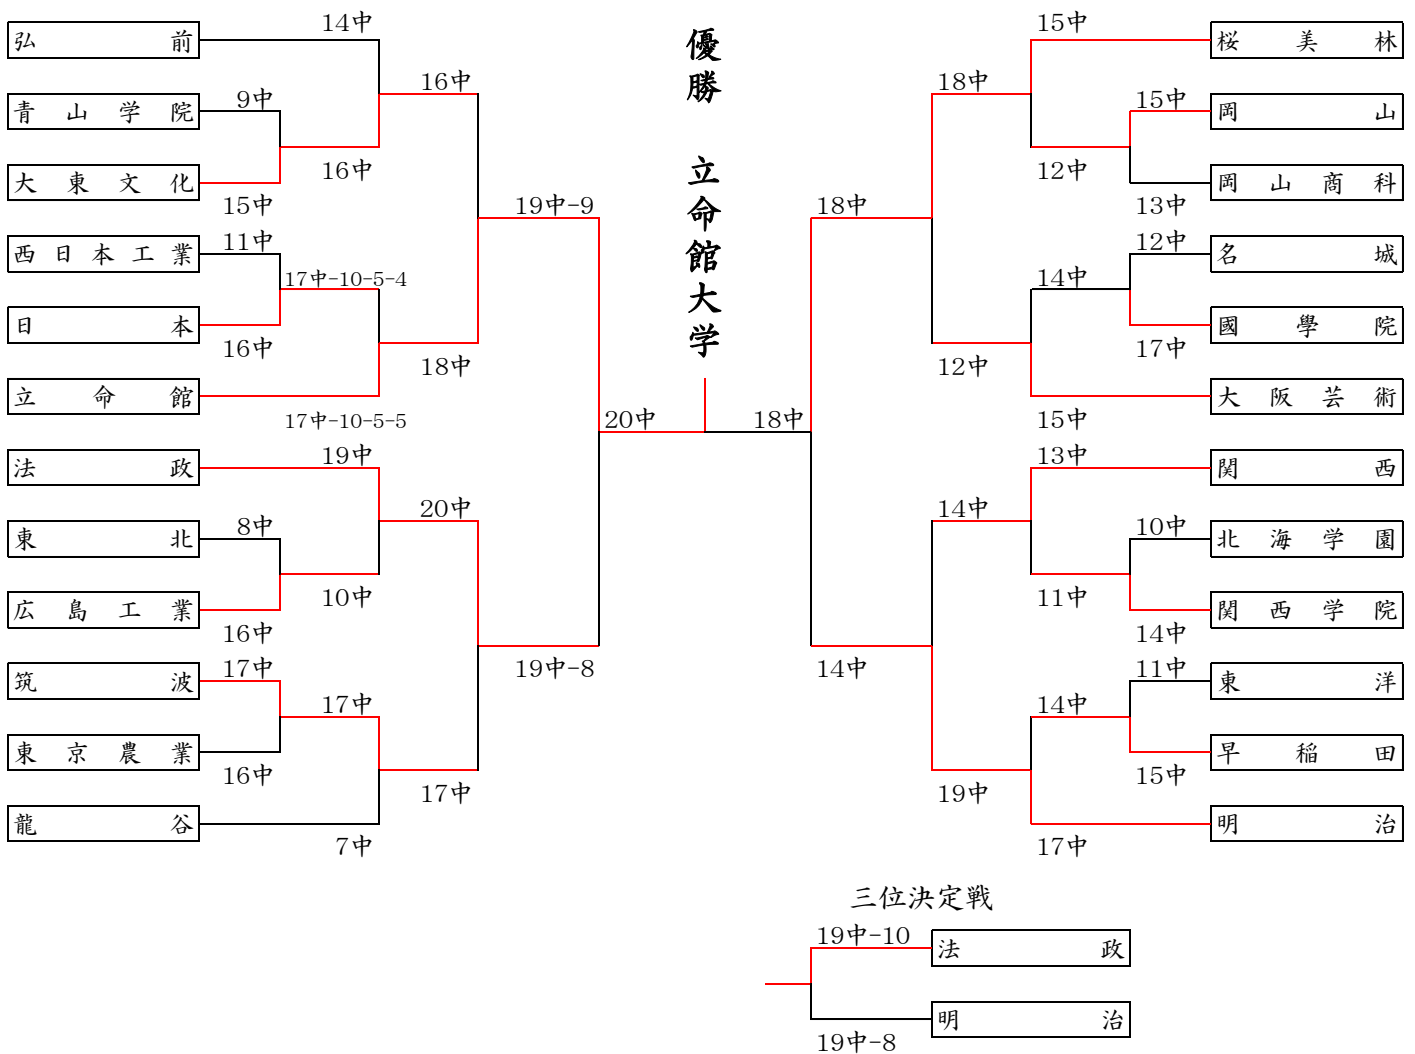 優勝 立命館大学
弘前
14中
16中
青山学院
9中
16中
大東文化
15中
19中-9
西日本工業
11中
17中-10-5-4
日本
16中
18中
立命館
17中-10-5-5
20中
法政
19中
20中
東北
8中
10中
広島工業
16中
19中-8
筑波
17中
17中
東京農業
16中
17中
龍谷
7中
15中
桜美林
18中
15中
岡山
12中
13中
岡山商科
18中
12中
名城
14中
國學院
17中
12中
大阪芸術
15中
18中
13中
関西
14中
10中
北海学園
11中
関西学院
14中
14中
11中
東洋
14中
早稲田
15中
19中
明治
17中
三位決定戦
19中-10
法政
明治
19中-8